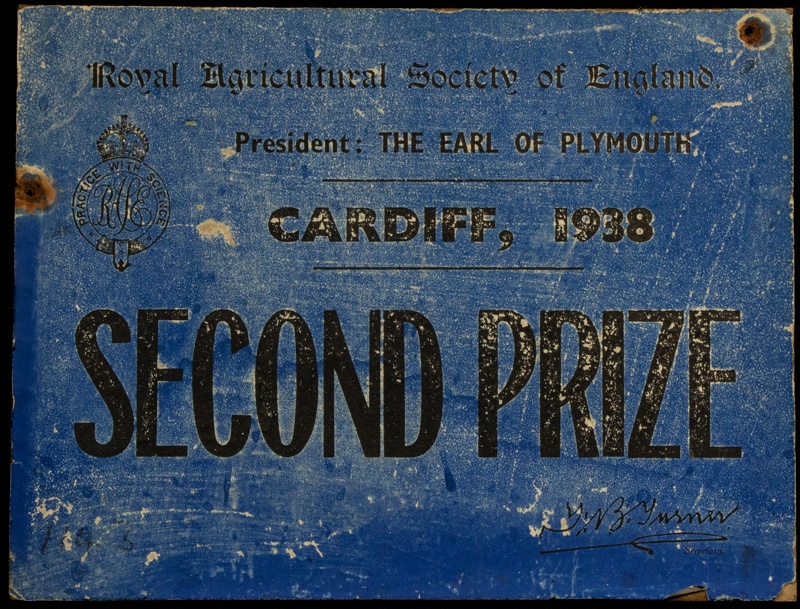 Royal Agricultural Society of England.
PRACTICE WITH SCIENCE
RASE
President: THE EARL OF PLYMOUTH
CARDIFF, 1938
SECOND PRIZE
T. B. Turner
Secretary.